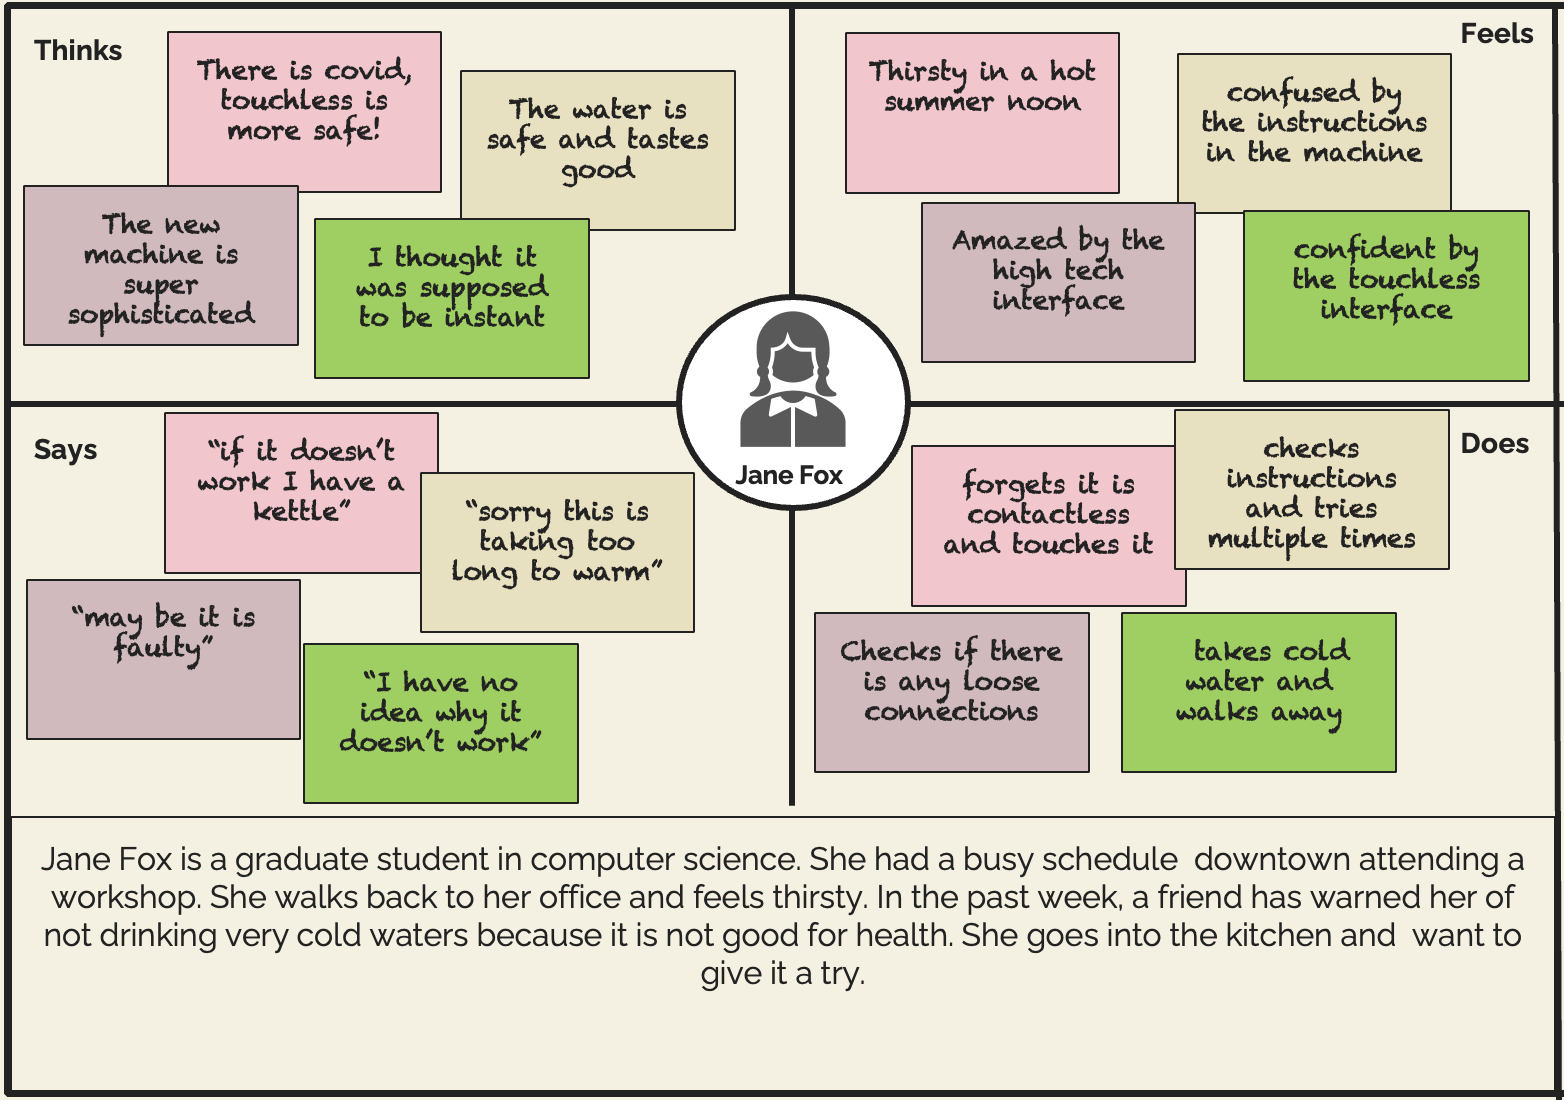 Thinks
There is covid,
touchless is
more safe!
The water is
safe and tastes
good
The new
machine is
super
sophisticated
I thought it
was supposed
to be instant
Feels
Thirsty in a hot
summer noon
confused by
the instructions
in the machine
Amazed by the
high tech
interface
confident by
the touchless
interface
Jane Fox
Says
“if it doesn’t
work I have a
kettle”
“sorry this is
taking too
long to warm”
“may be it is
faulty”
“I have no
idea why it
doesn’t work”
Does
forgets it is
contactless
and touches it
checks
instructions
and tries
multiple times
Checks if there
is any loose
connections
takes cold
water and
walks away
Jane Fox is a graduate student in computer science. She had a busy schedule  downtown attending a
workshop. She walks back to her office and feels thirsty. In the past week, a friend has warned her of
not drinking very cold waters because it is not good for health. She goes into the kitchen and  want to
give it a try.